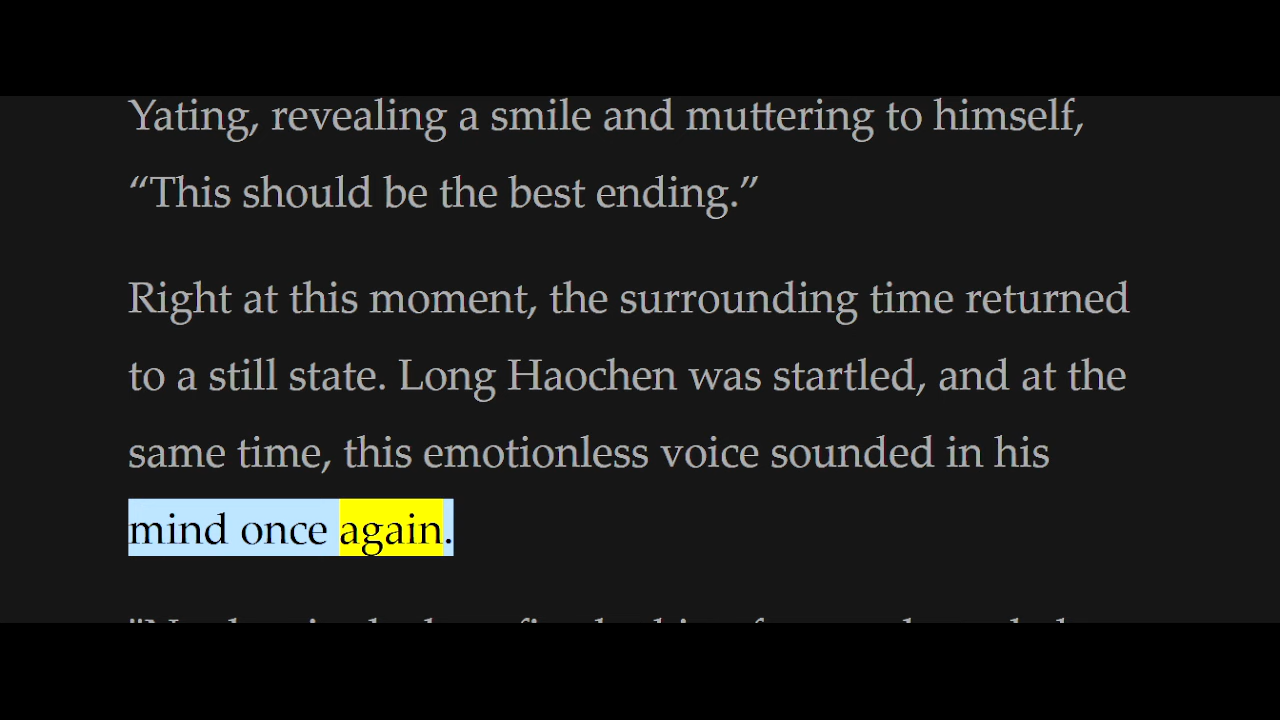 Yating, revealing a smile and muttering to himself,
“This should be the best ending.”
Right at this moment, the surrounding time returned
to a still state. Long Haochen was startled, and at the
same time, this emotionless voice sounded in his
mind once again.